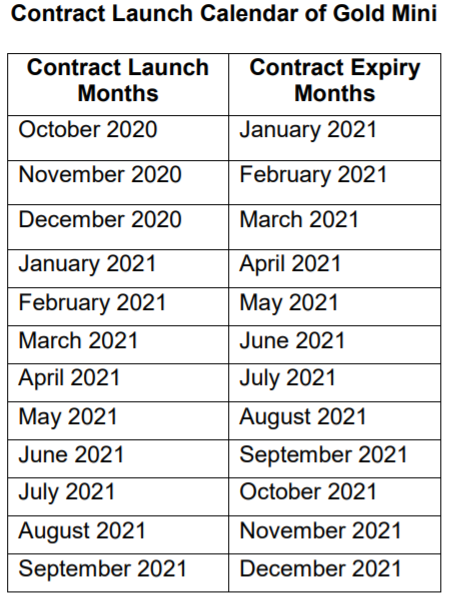 Contract Launch Calendar of Gold Mini
Contract Launch Months Contract Expiry Months
October 2020 January 2021
November 2020 February 2021
December 2020 March 2021
January 2021 April 2021
February 2021 May 2021
March 2021 June 2021
April 2021 July 2021
May 2021 August 2021
June 2021 September 2021
July 2021 October 2021
August 2021 November 2021
September 2021 December 2021